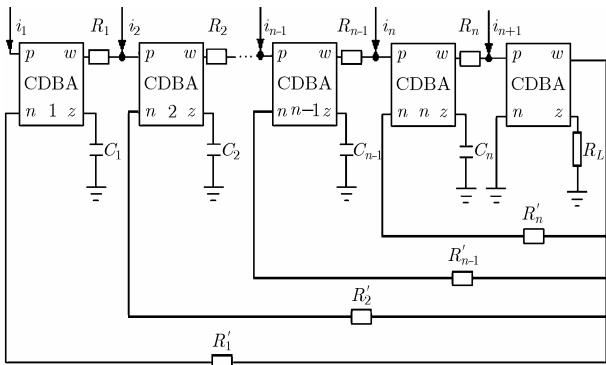 i₁ R₁ i₂ R₂ iₙ₋₁ Rₙ₋₁ iₙ Rₙ iₙ₊₁
p w p w ... p w p w p w
CDBA CDBA CDBA CDBA CDBA
n 1 z n 2 z n n−1 z n n z n z
C₁ C₂ Cₙ₋₁ Cₙ R_L
R′ₙ
R′ₙ₋₁
R′₂
R′₁